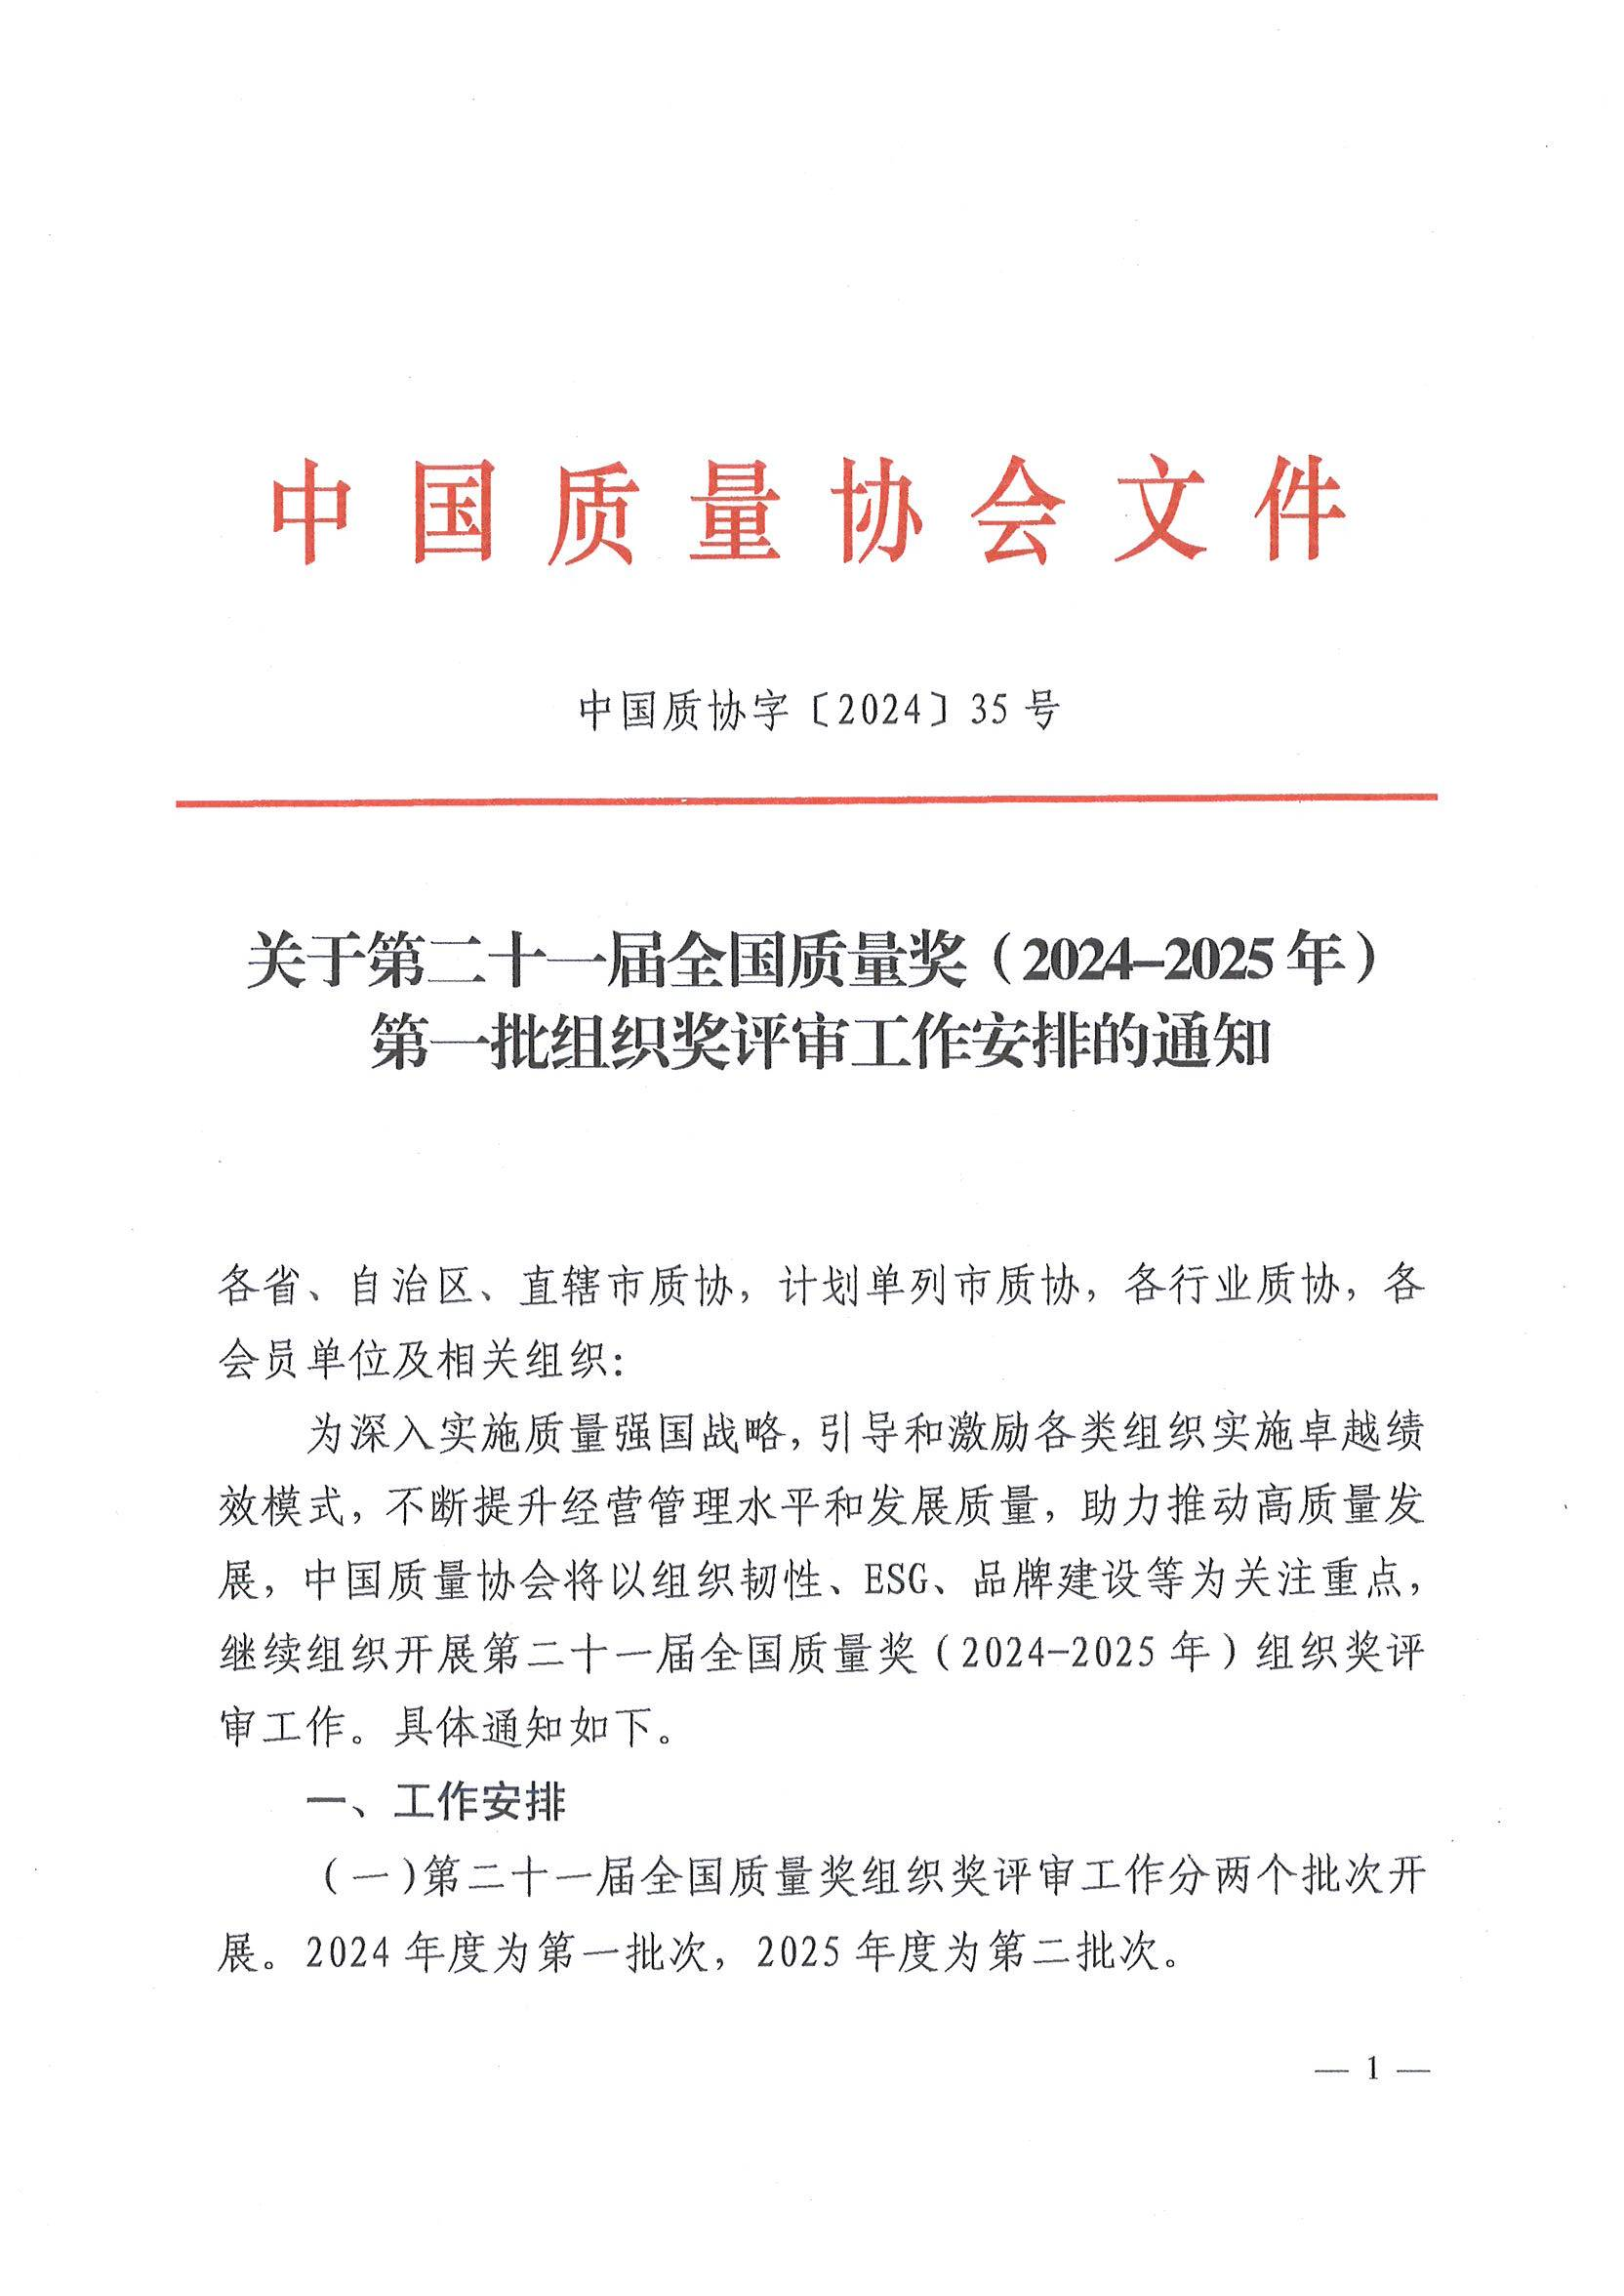 中国质量协会文件
中国质协字〔2024〕35号
关于第二十一届全国质量奖（2024-2025年）
第一批组织奖评审工作安排的通知
各省、自治区、直辖市质协，计划单列市质协，各行业质协，各
会员单位及相关组织：
为深入实施质量强国战略，引导和激励各类组织实施卓越绩
效模式，不断提升经营管理水平和发展质量，助力推动高质量发
展，中国质量协会将以组织韧性、ESG、品牌建设等为关注重点，
继续组织开展第二十一届全国质量奖（2024-2025年）组织奖评
审工作。具体通知如下。
一、工作安排
（一）第二十一届全国质量奖组织奖评审工作分两个批次开
展。2024年度为第一批次，2025年度为第二批次。
— 1 —